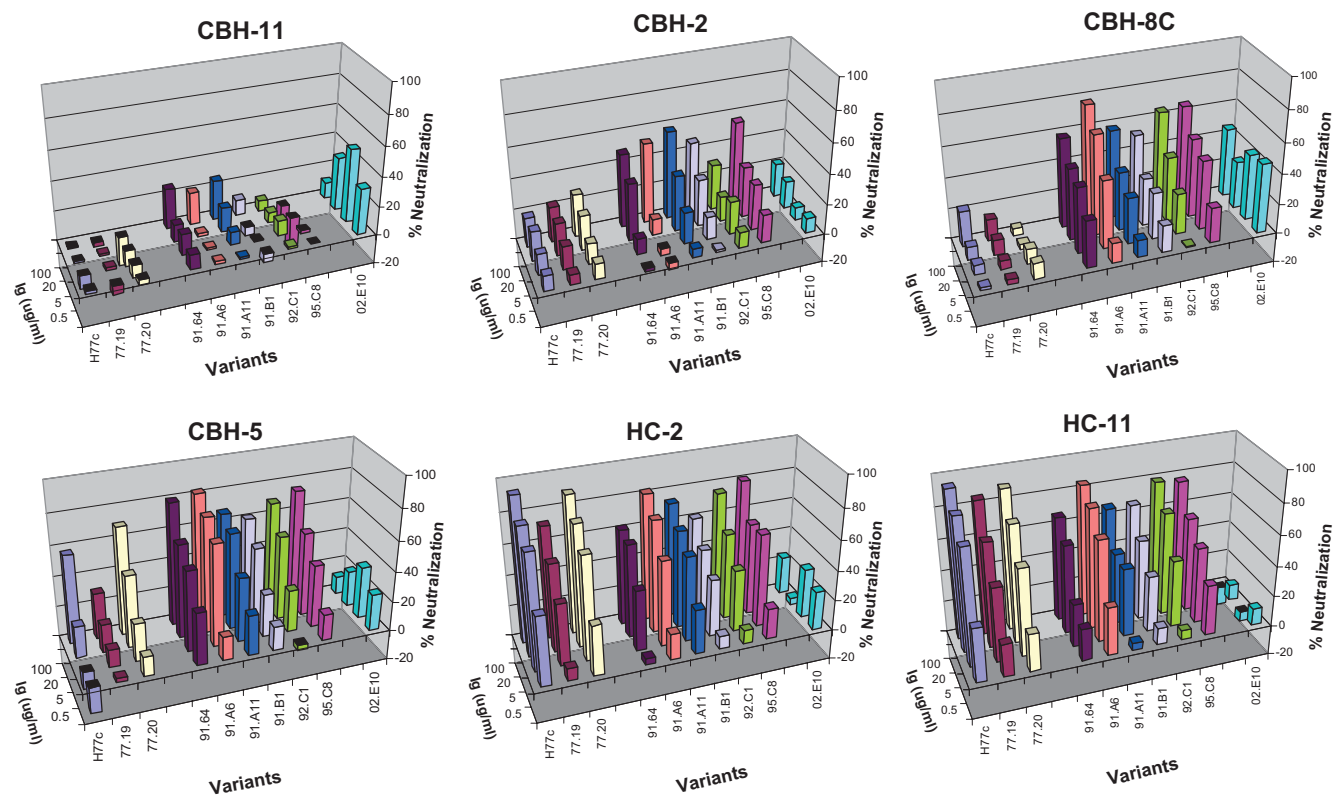 CBH-11
100
80
60
40
20
0
-20
% Neutralization
100
20
5
0.5
Ig (ug/ml)
H77c
77.19
77.20
91.64
91.A6
91.A11
91.B1
92.C1
95.C8
02.E10
Variants
CBH-2
100
80
60
40
20
0
-20
% Neutralization
100
20
5
0.5
Ig (ug/ml)
H77c
77.19
77.20
91.64
91.A6
91.A11
91.B1
92.C1
95.C8
02.E10
Variants
CBH-8C
100
80
60
40
20
0
-20
% Neutralization
100
20
5
0.5
Ig (ug/ml)
H77c
77.19
77.20
91.64
91.A6
91.A11
91.B1
92.C1
95.C8
02.E10
Variants
CBH-5
100
80
60
40
20
0
-20
% Neutralization
100
20
5
0.5
Ig (ug/ml)
H77c
77.19
77.20
91.64
91.A6
91.A11
91.B1
92.C1
95.C8
02.E10
Variants
HC-2
100
80
60
40
20
0
-20
% Neutralization
100
20
5
0.5
Ig (ug/ml)
H77c
77.19
77.20
91.64
91.A6
91.A11
91.B1
92.C1
95.C8
02.E10
Variants
HC-11
100
80
60
40
20
0
-20
% Neutralization
100
20
5
0.5
Ig (ug/ml)
H77c
77.19
77.20
91.64
91.A6
91.A11
91.B1
92.C1
95.C8
02.E10
Variants